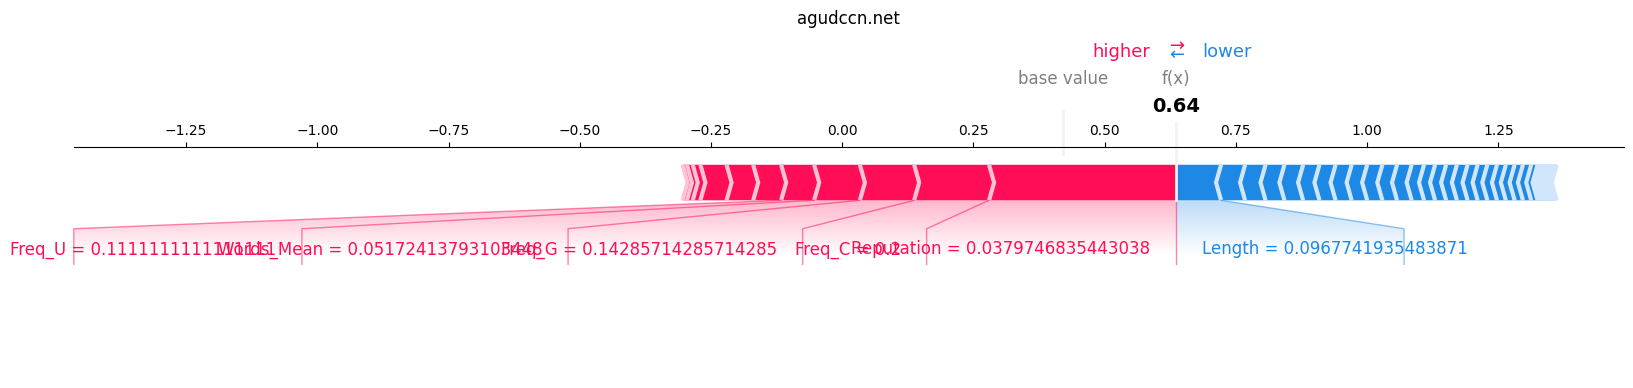 agudccn.net
higher ⇄ lower
base value f(x)
0.64
−1.25 −1.00 −0.75 −0.50 −0.25 0.00 0.25 0.50 0.75 1.00 1.25
Freq_U = 0.1111111111111111 Words_Mean = 0.05172413793103448 Freq_G = 0.14285714285714285 Freq_C = 0.2 Reputation = 0.0379746835443038 Length = 0.0967741935483871